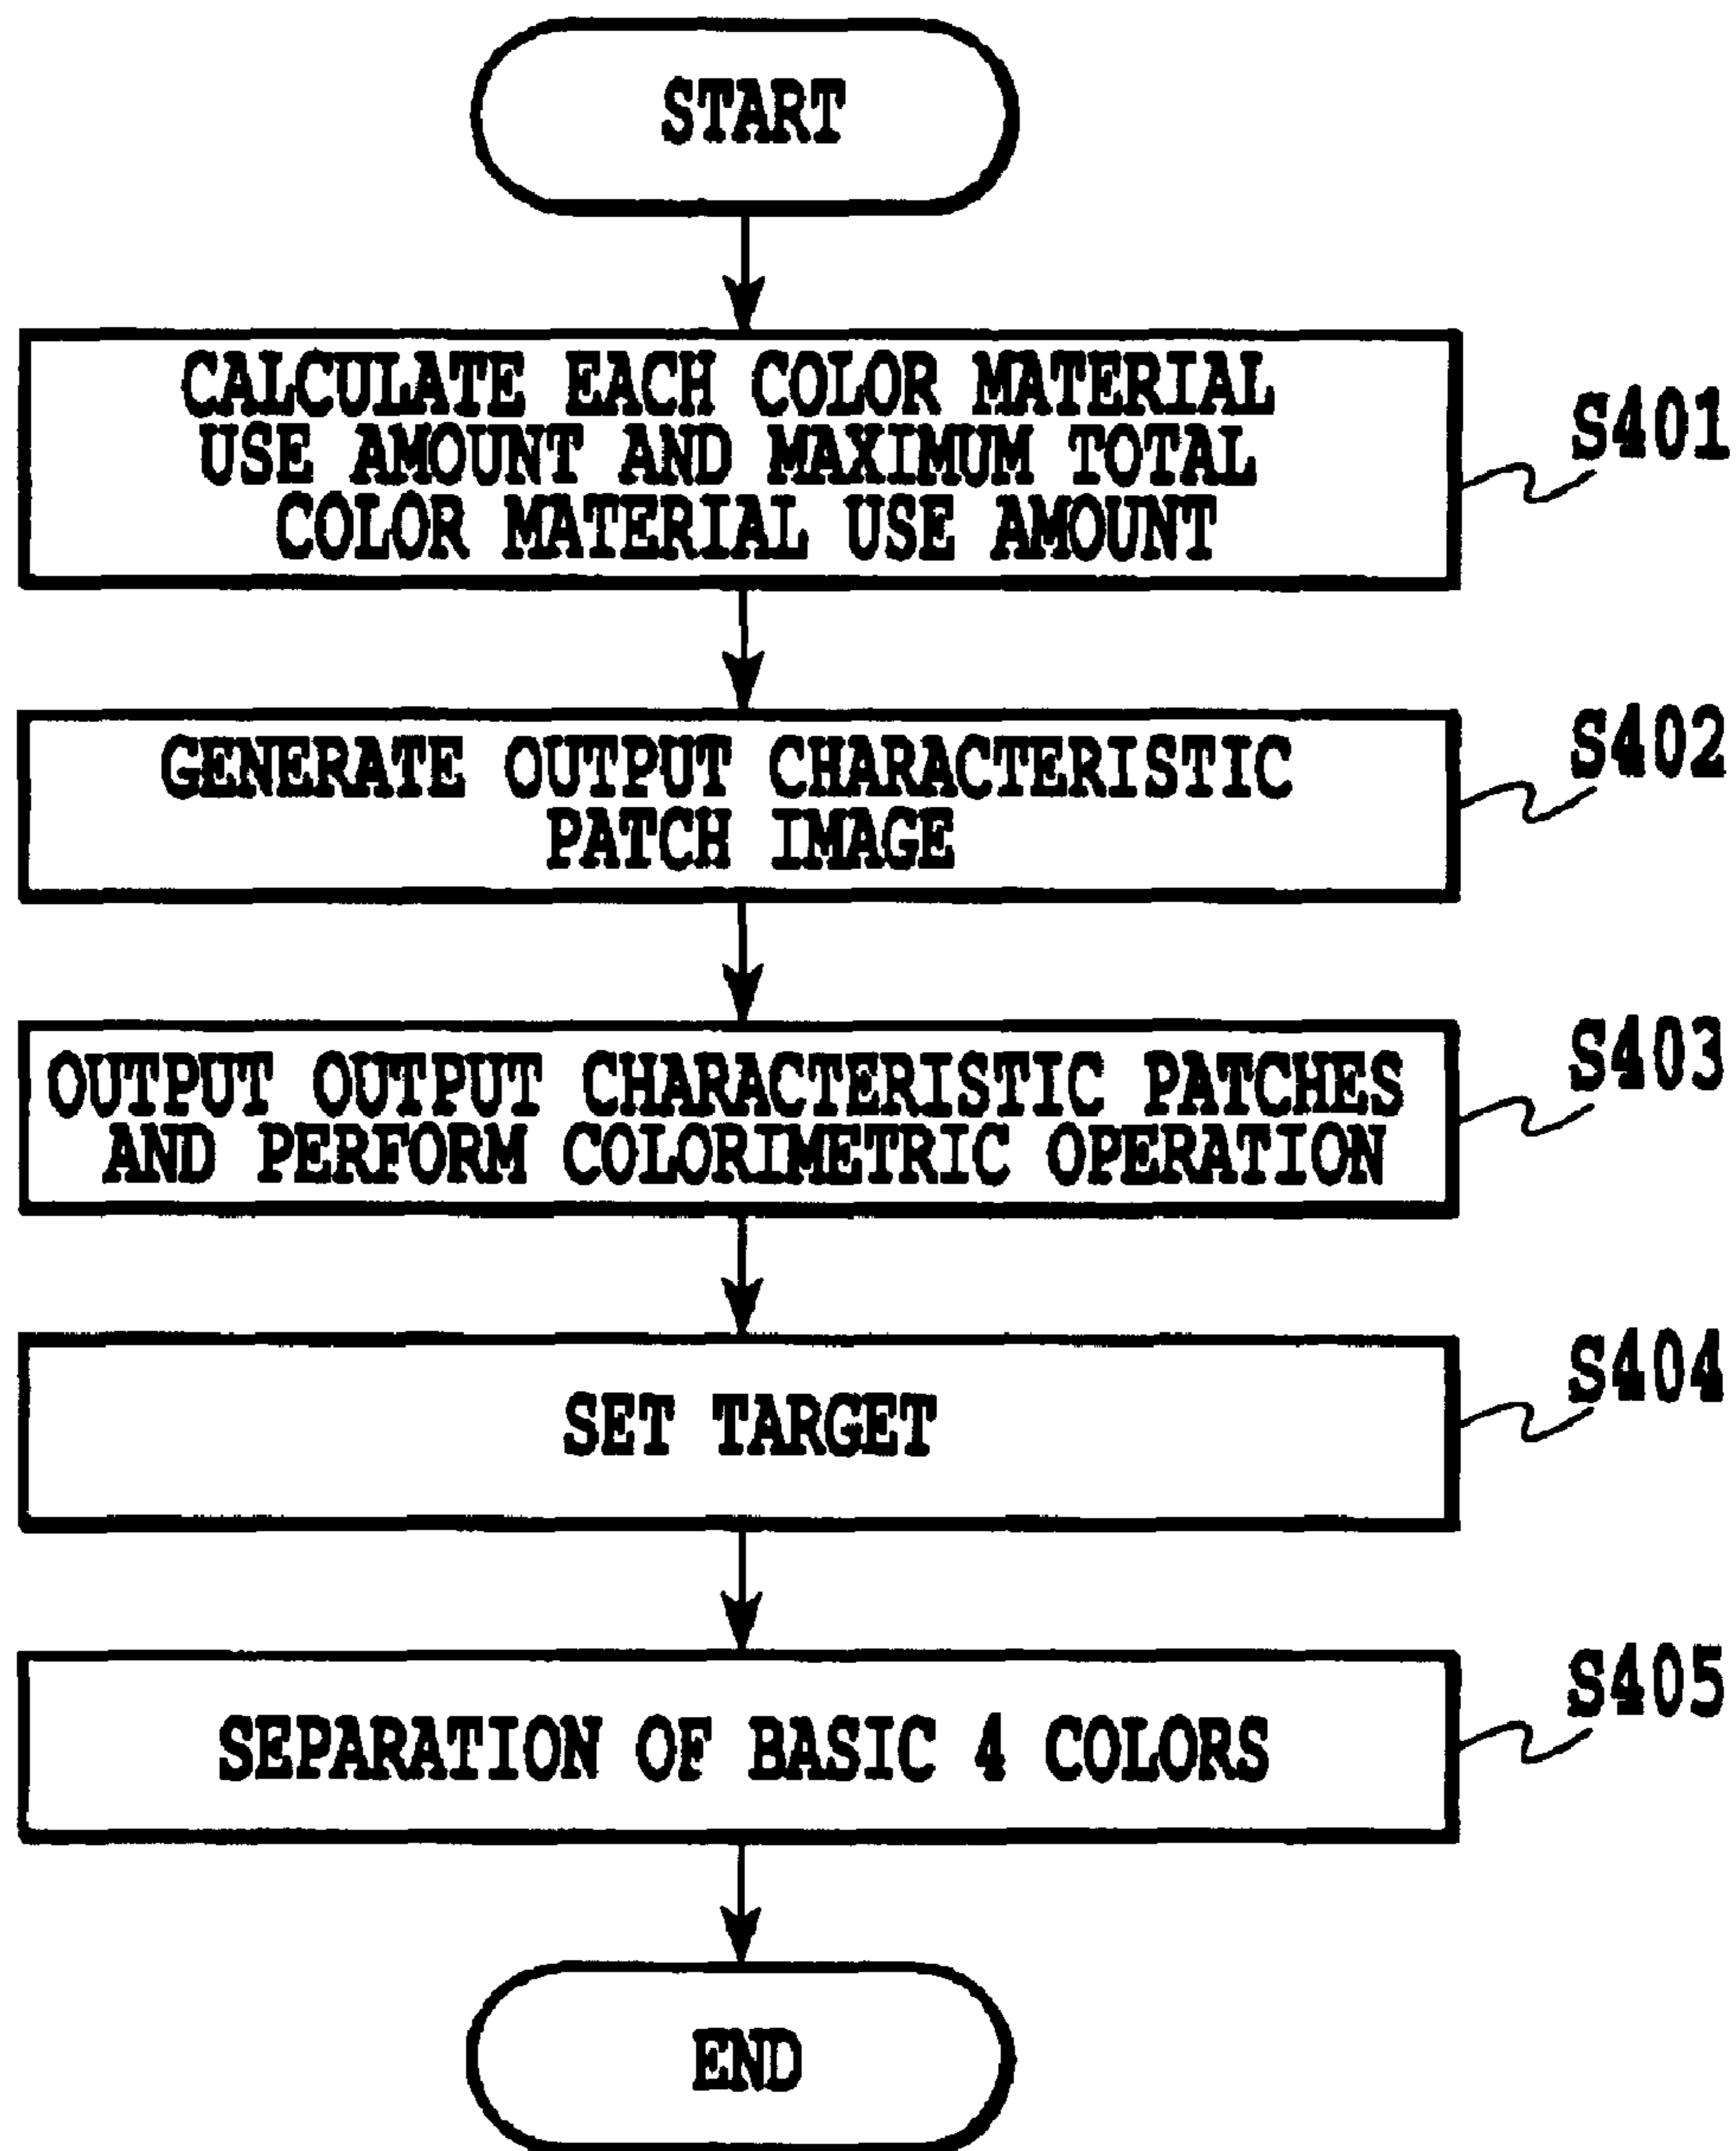 START
CALCULATE EACH COLOR MATERIAL
USE AMOUNT AND MAXIMUM TOTAL
COLOR MATERIAL USE AMOUNT
S401
GENERATE OUTPUT CHARACTERISTIC
PATCH IMAGE
S402
OUTPUT OUTPUT CHARACTERISTIC PATCHES
AND PERFORM COLORIMETRIC OPERATION
S403
SET TARGET
S404
SEPARATION OF BASIC 4 COLORS
S405
END